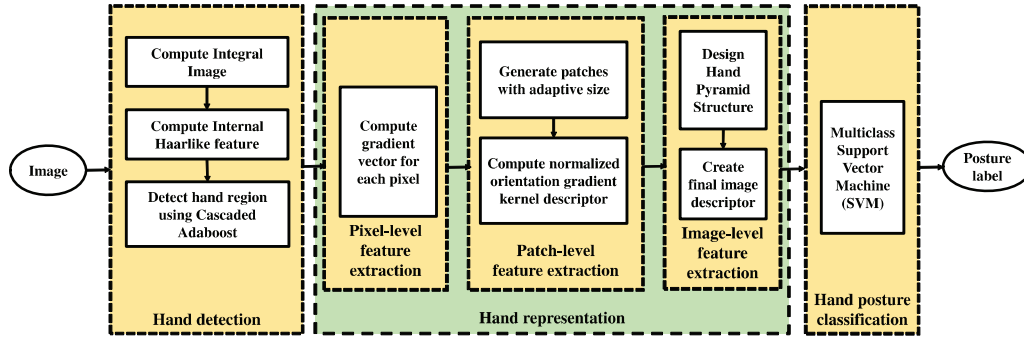 Image
Compute Integral
Image
Compute Internal
Haarlike feature
Detect hand region
using Cascaded
Adaboost
Hand detection
Compute
gradient
vector for
each pixel
Pixel-level
feature
extraction
Generate patches
with adaptive size
Compute normalized
orientation gradient
kernel descriptor
Patch-level
feature extraction
Design
Hand
Pyramid
Structure
Create
final image
descriptor
Image-level
feature
extraction
Hand representation
Multiclass
Support
Vector
Machine
(SVM)
Hand posture
classification
Posture
label